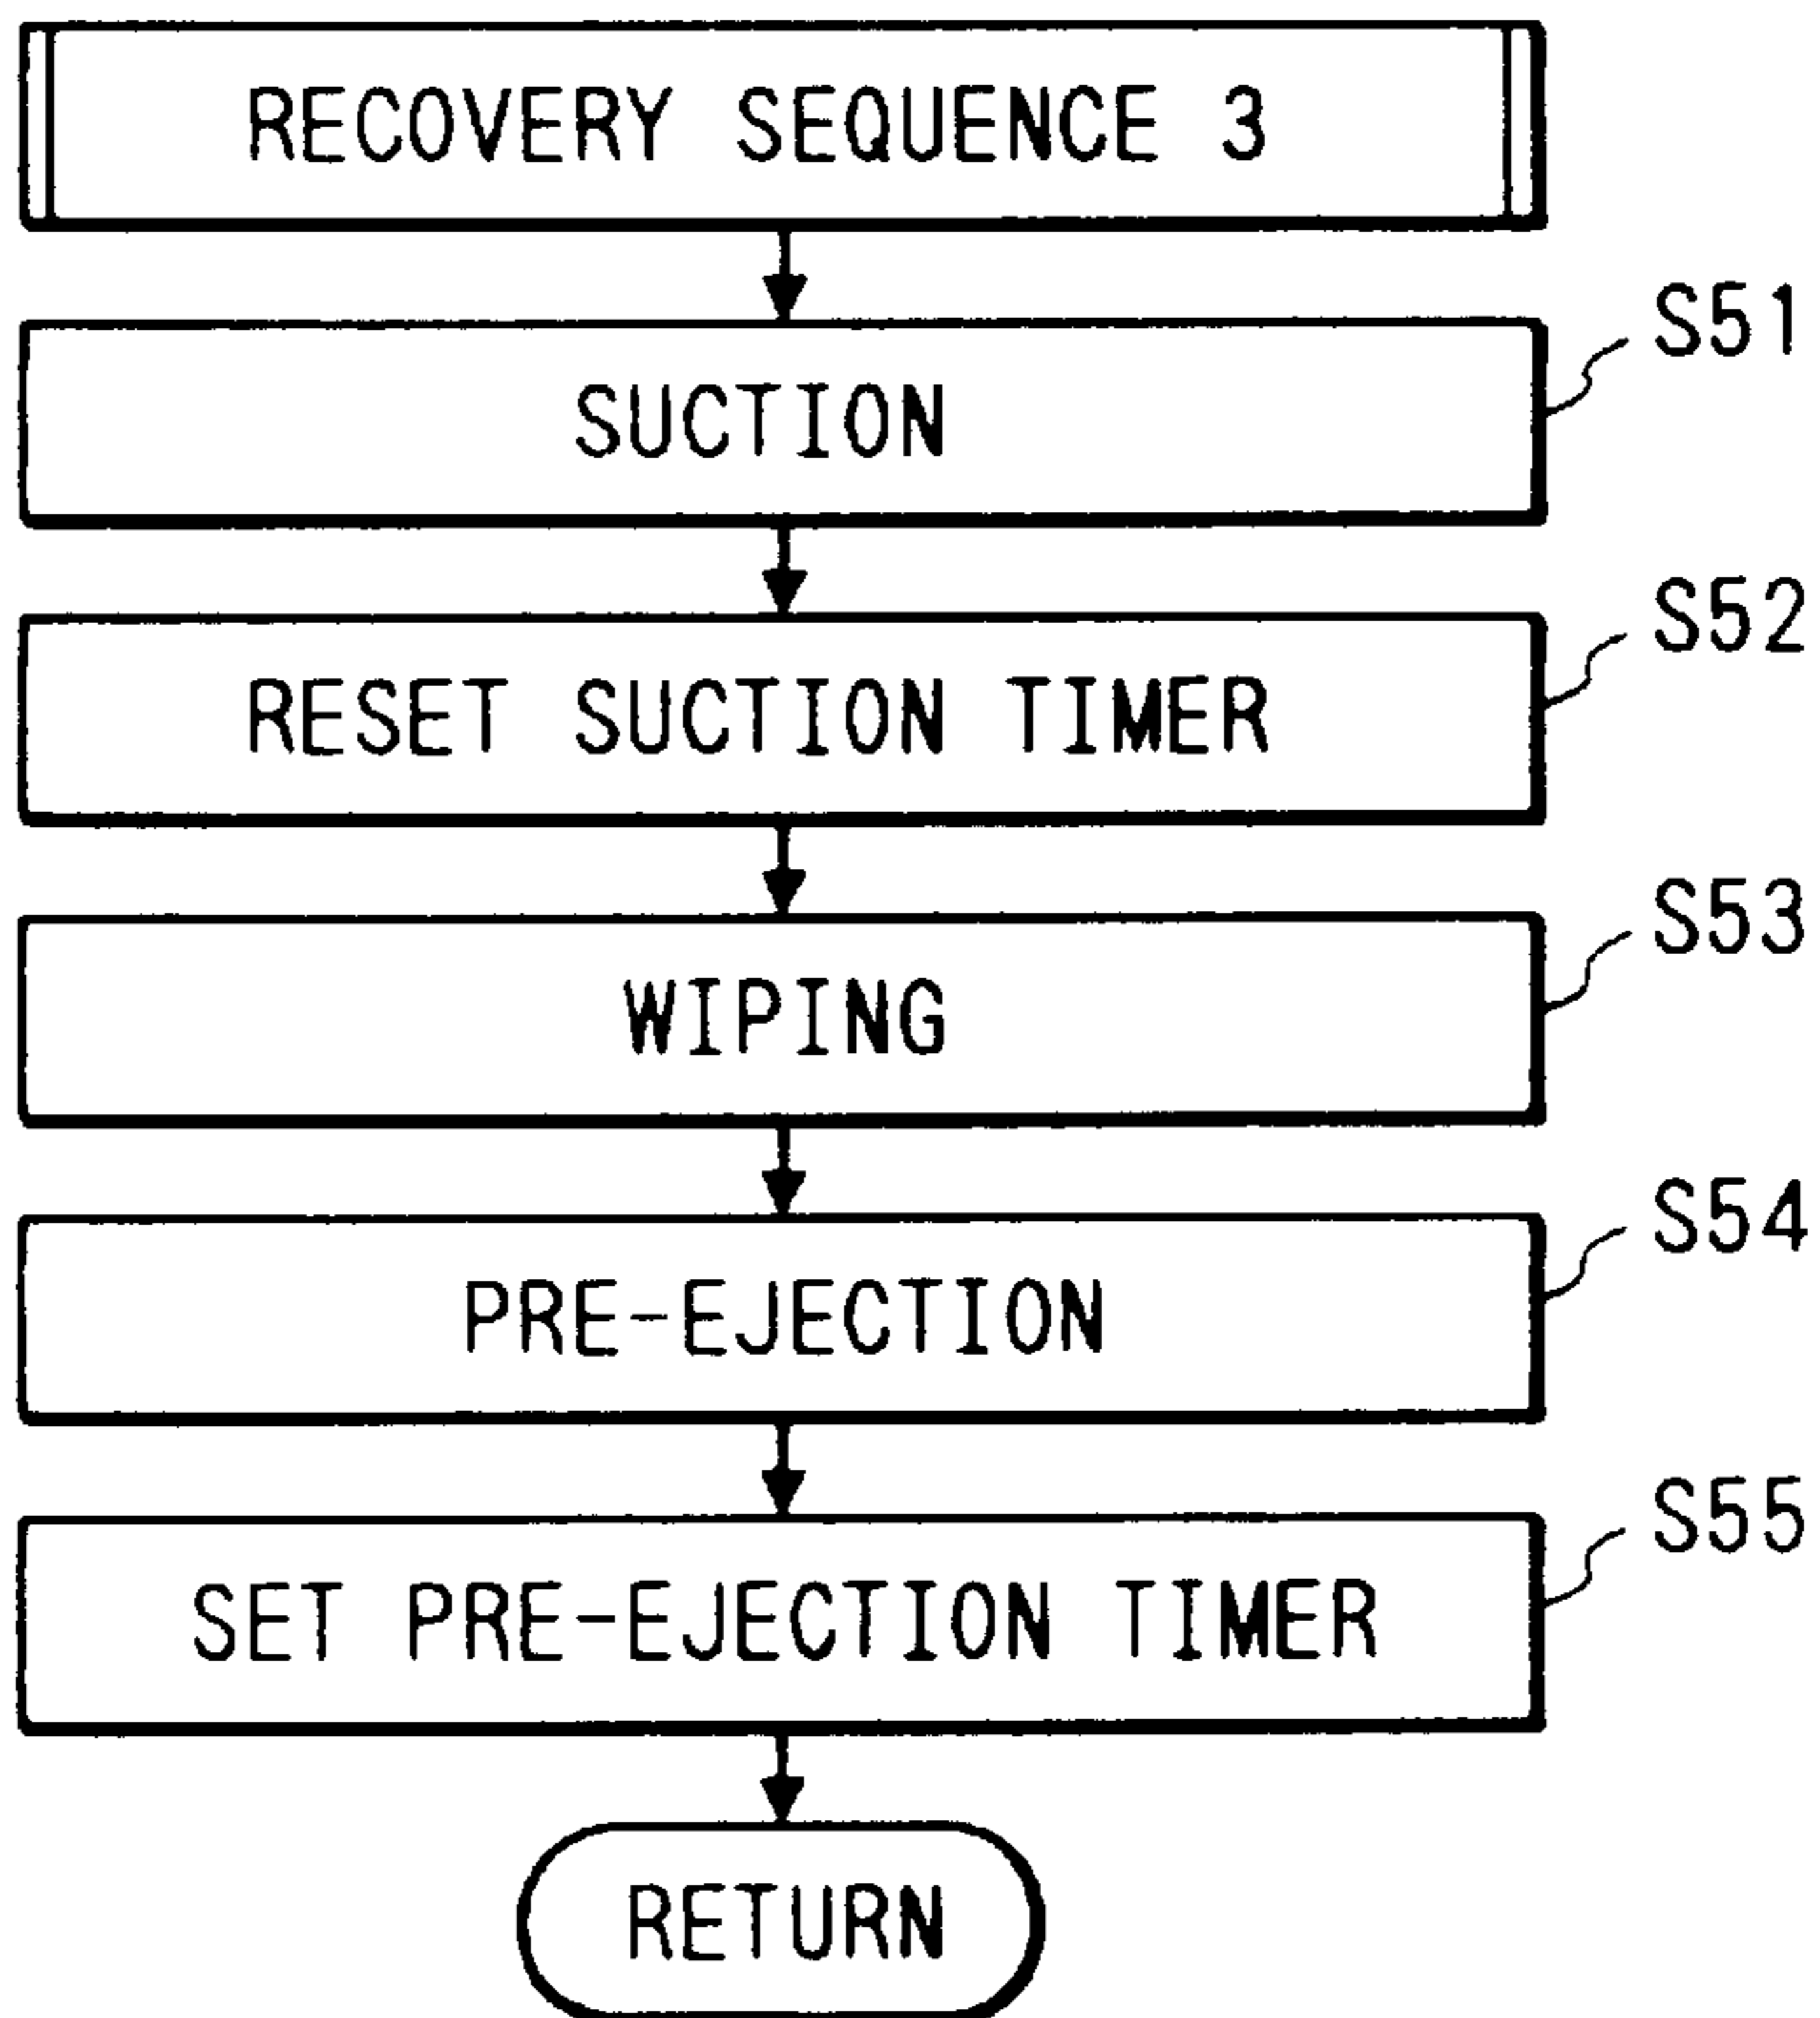 RECOVERY SEQUENCE 3
S51
SUCTION
S52
RESET SUCTION TIMER
S53
WIPING
S54
PRE-EJECTION
S55
SET PRE-EJECTION TIMER
RETURN